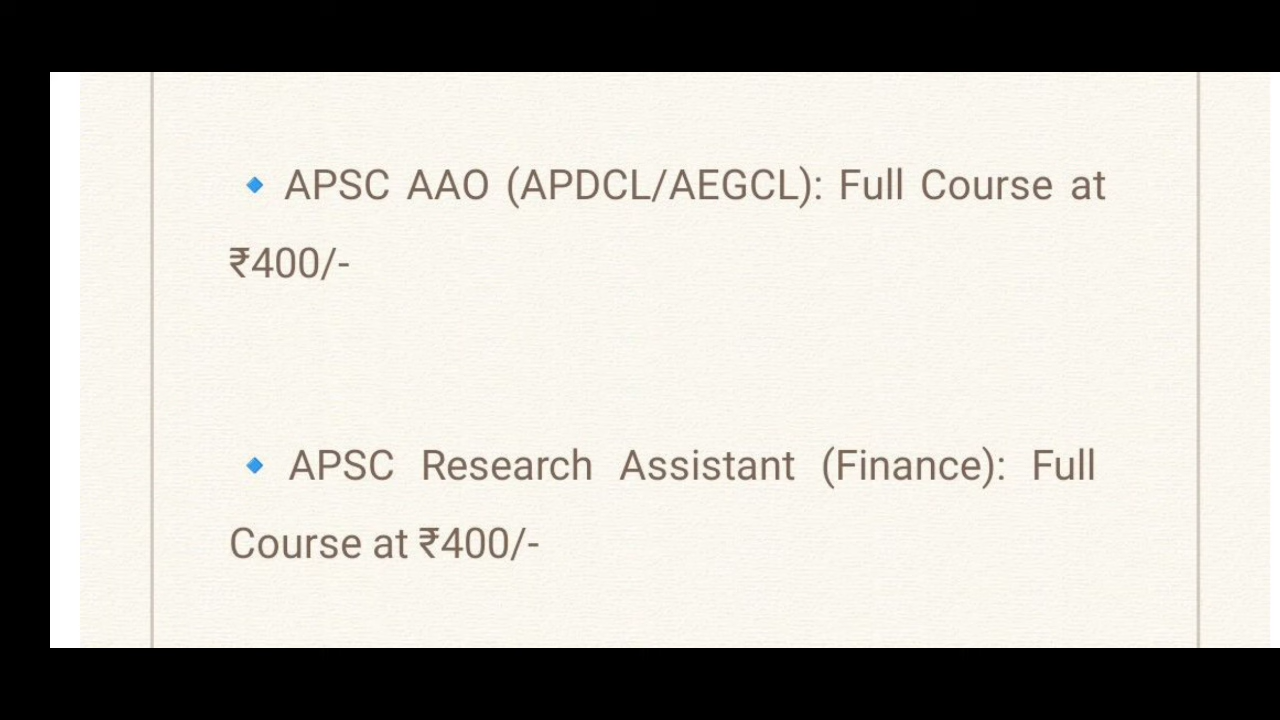 🔹 APSC AAO (APDCL/AEGCL): Full Course at
₹400/-
🔹 APSC Research Assistant (Finance): Full
Course at ₹400/-